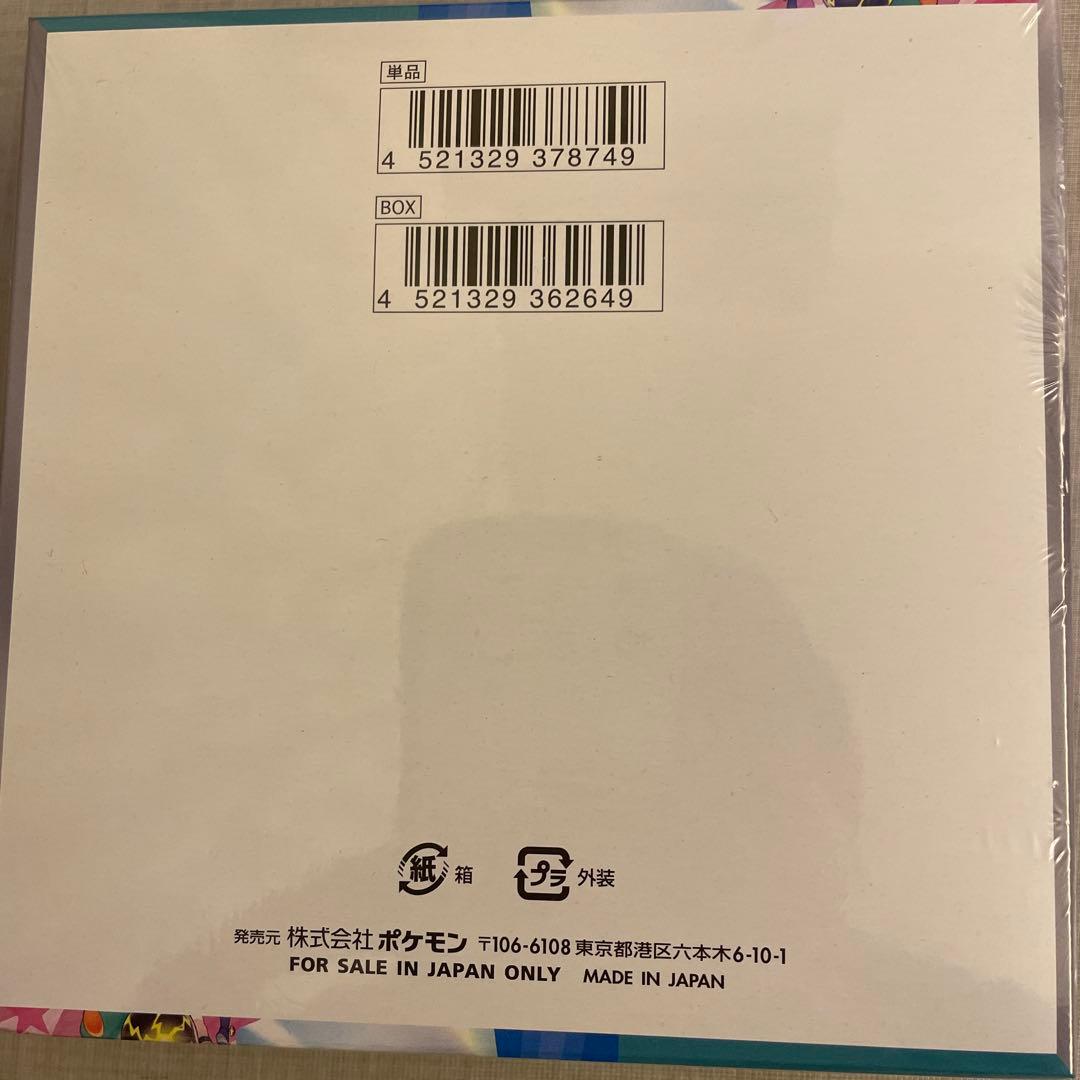 単品
4 521329 378749
BOX
4 521329 362649
紙 箱
プラ 外装
発売元 株式会社 ポケモン 〒106-6108 東京都港区六本木6-10-1
FOR SALE IN JAPAN ONLY MADE IN JAPAN